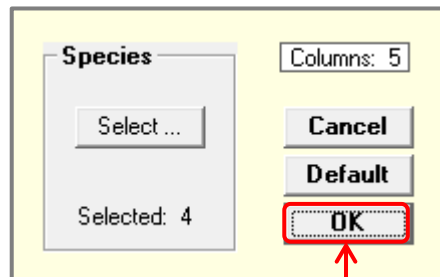 Species
Select ...
Selected: 4
Columns: 5
Cancel
Default
OK